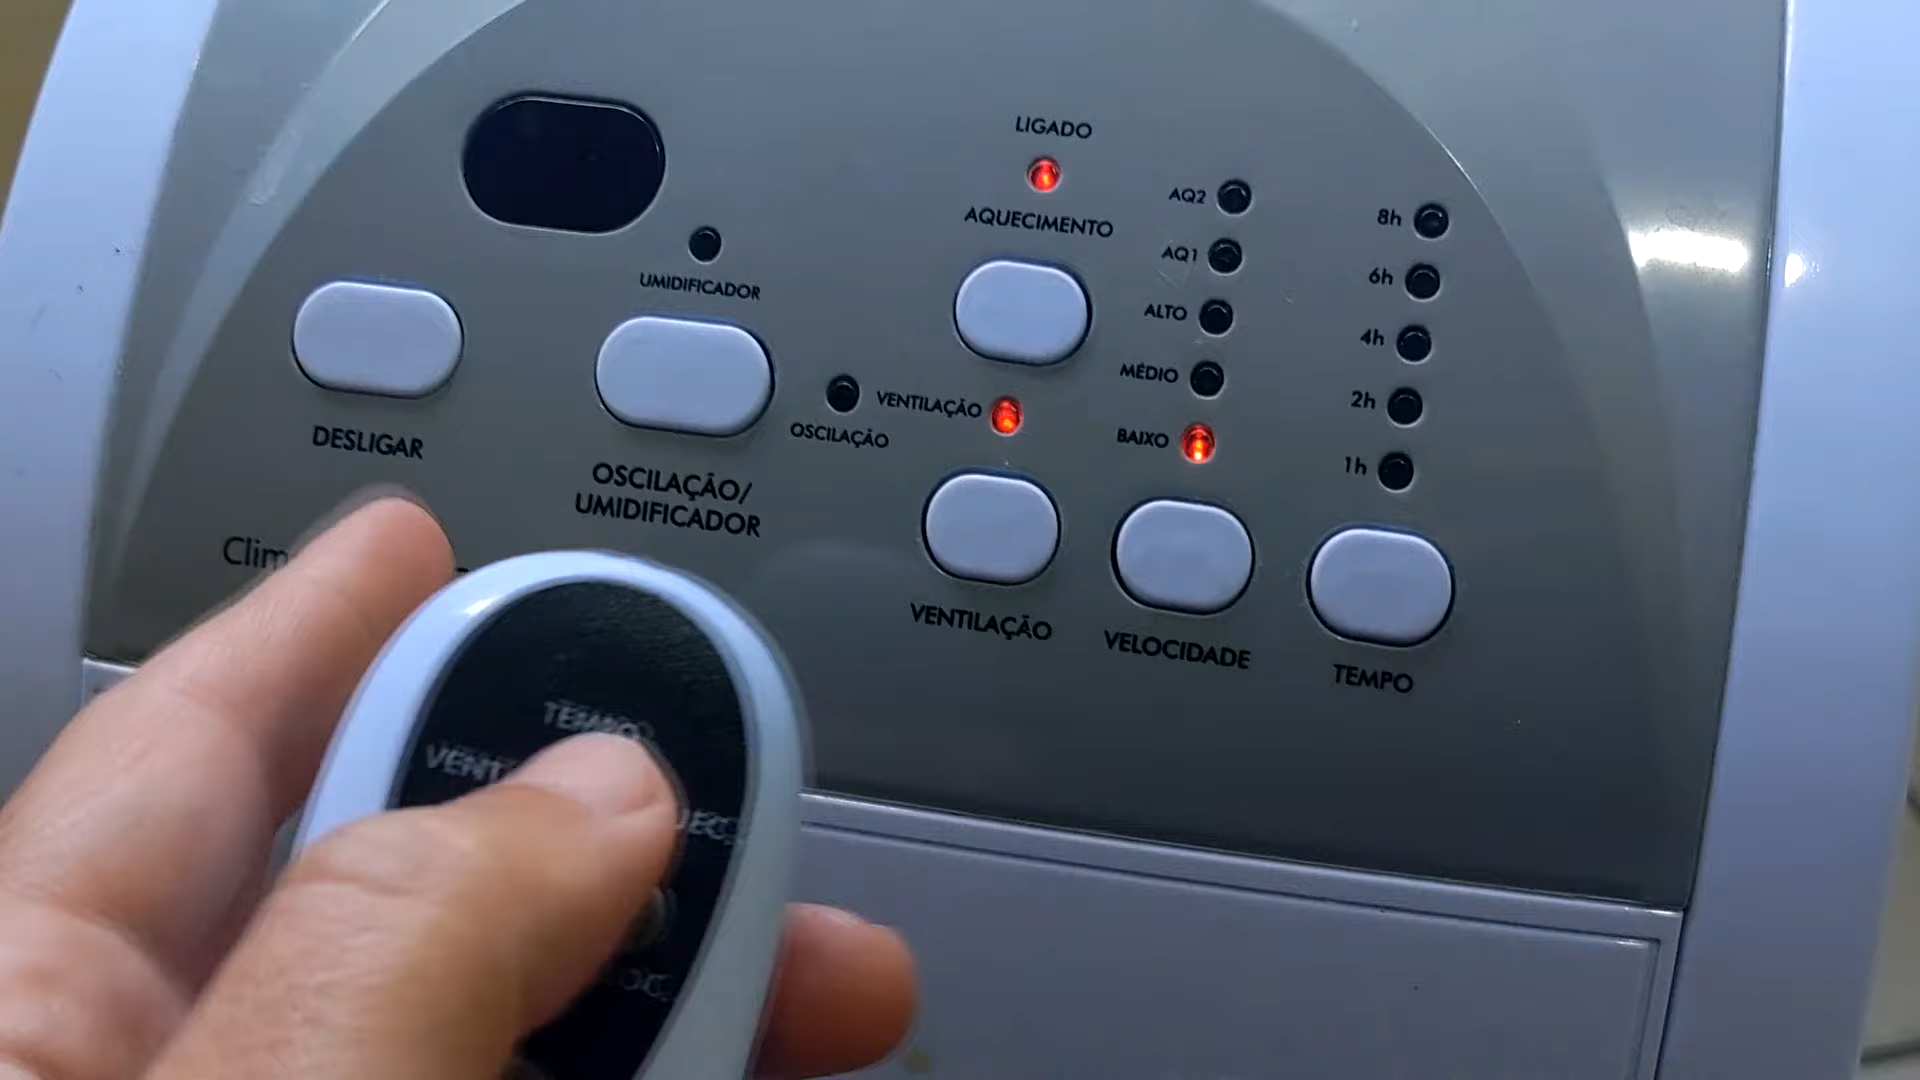 LIGADO
AQUECIMENTO
AQ2
AQ1
ALTO
MÉDIO
BAIXO
8h
6h
4h
2h
1h
UMIDIFICADOR
DESLIGAR
OSCILAÇÃO/
UMIDIFICADOR
OSCILAÇÃO
VENTILAÇÃO
VENTILAÇÃO
VELOCIDADE
TEMPO
TEMPO